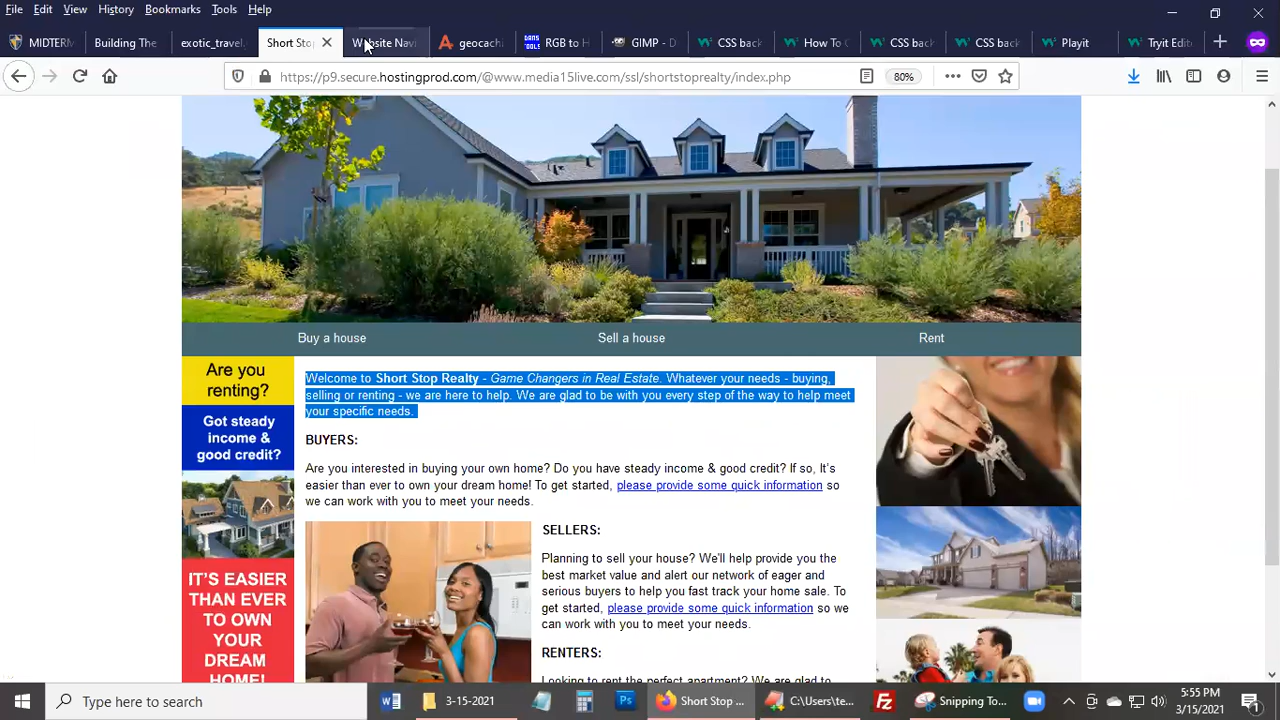 File Edit View History Bookmarks Tools Help
MIDTERM Building The exotic_travel. Short Sto Website Navi geocach RGB to H GIMP - D CSS back How To C CSS back CSS back Playit Tryit Edit
https://p9.secure.hostingprod.com/@www.media15live.com/ssl/shortstoprealty/index.php 80%
Buy a house Sell a house Rent
Are you
renting?
Got steady
income &
good credit?
IT'S EASIER
THAN EVER
TO OWN
YOUR
DREAM
HOME!
Welcome to Short Stop Realty - Game Changers in Real Estate. Whatever your needs - buying,
selling or renting - we are here to help. We are glad to be with you every step of the way to help meet
your specific needs.
BUYERS:
Are you interested in buying your own home? Do you have steady income & good credit? If so, It's
easier than ever to own your dream home! To get started, please provide some quick information so
we can work with you to meet your needs.
SELLERS:
Planning to sell your house? We'll help provide you the
best market value and alert our network of eager and
serious buyers to help you fast track your home sale. To
get started, please provide some quick information so we
can work with you to meet your needs.
RENTERS:
Looking to rent the perfect apartment? We are glad to
Type here to search
3-15-2021
Short Stop ...
C:\Users\te...
Snipping To...
5:55 PM
3/15/2021